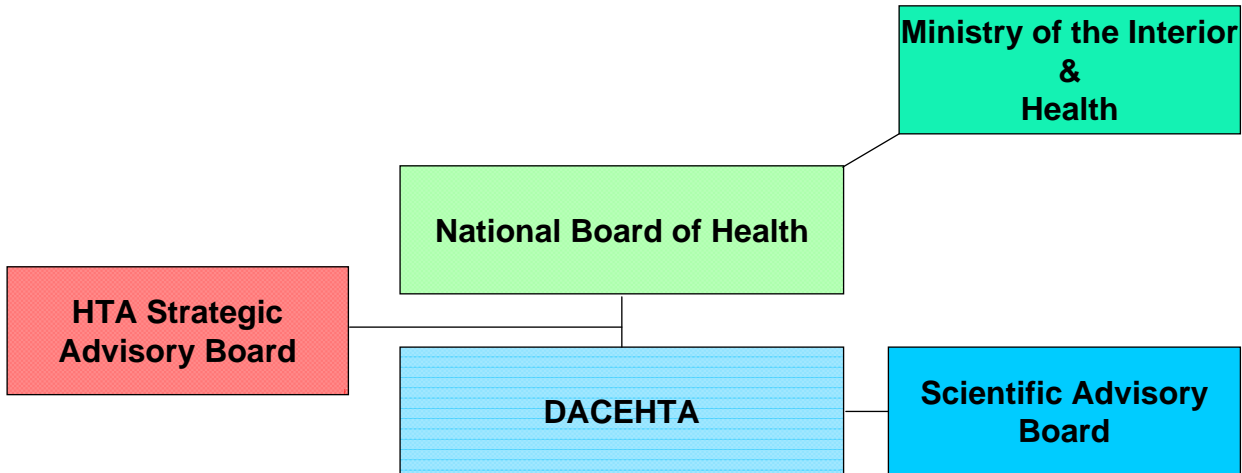 Ministry of the Interior
&
Health
National Board of Health
HTA Strategic
Advisory Board
DACEHTA
Scientific Advisory
Board